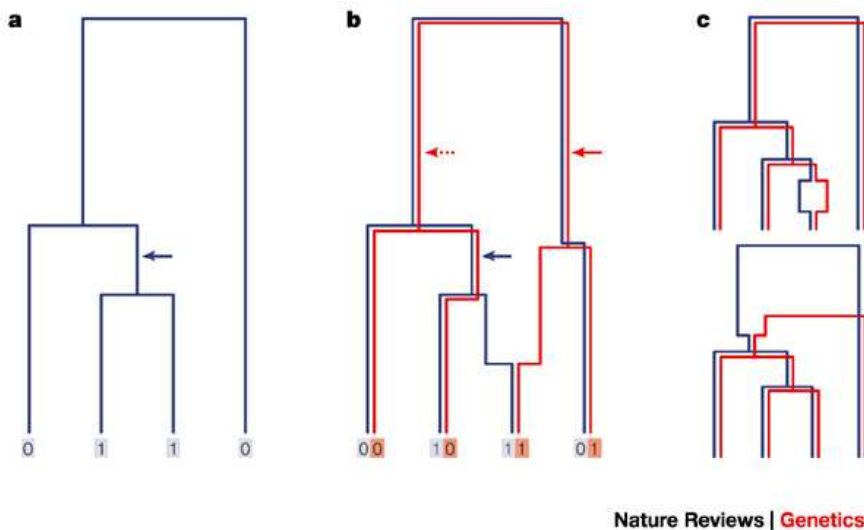 a b c
0 1 1 0
0 0 1 0 1 1 0 1
Nature Reviews | Genetics